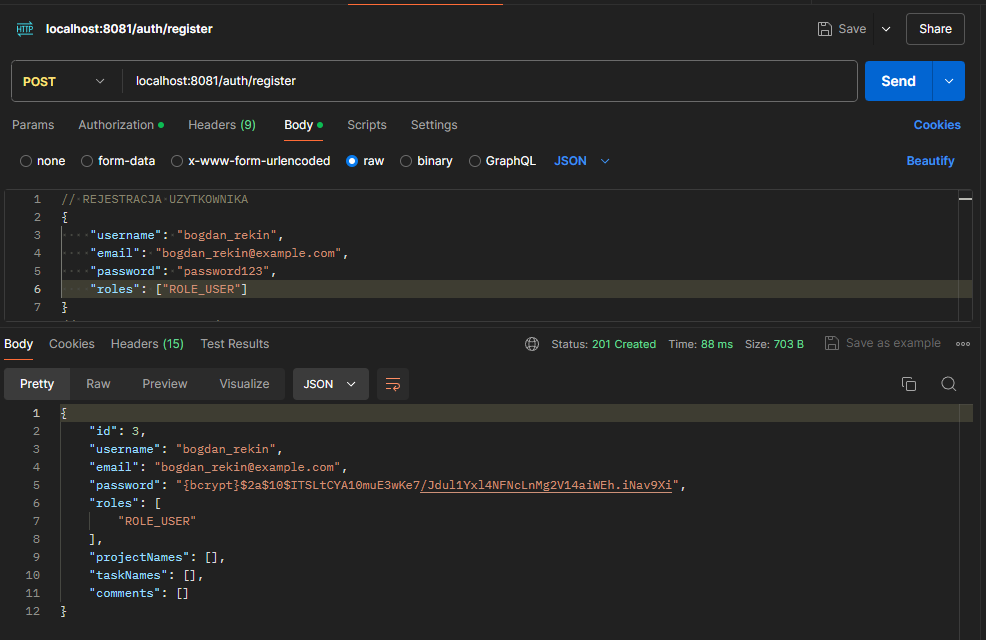 HTTP localhost:8081/auth/register Save Share
POST localhost:8081/auth/register Send
Params Authorization Headers (9) Body Scripts Settings Cookies
none form-data x-www-form-urlencoded raw binary GraphQL JSON Beautify
1 // REJESTRACJA UZYTKOWNIKA
2 {
3 "username": "bogdan_rekin",
4 "email": "bogdan_rekin@example.com",
5 "password": "password123",
6 "roles": ["ROLE_USER"]
7 }
Body Cookies Headers (15) Test Results Status: 201 Created Time: 88 ms Size: 703 B Save as example
Pretty Raw Preview Visualize JSON
1 {
2 "id": 3,
3 "username": "bogdan_rekin",
4 "email": "bogdan_rekin@example.com",
5 "password": "{bcrypt}$2a$10$ITSLtCYA10muE3wKe7/Jdul1Yxl4NFNcLnMg2V14aiWEh.iNav9Xi",
6 "roles": [
7 "ROLE_USER"
8 ],
9 "projectNames": [],
10 "taskNames": [],
11 "comments": []
12 }